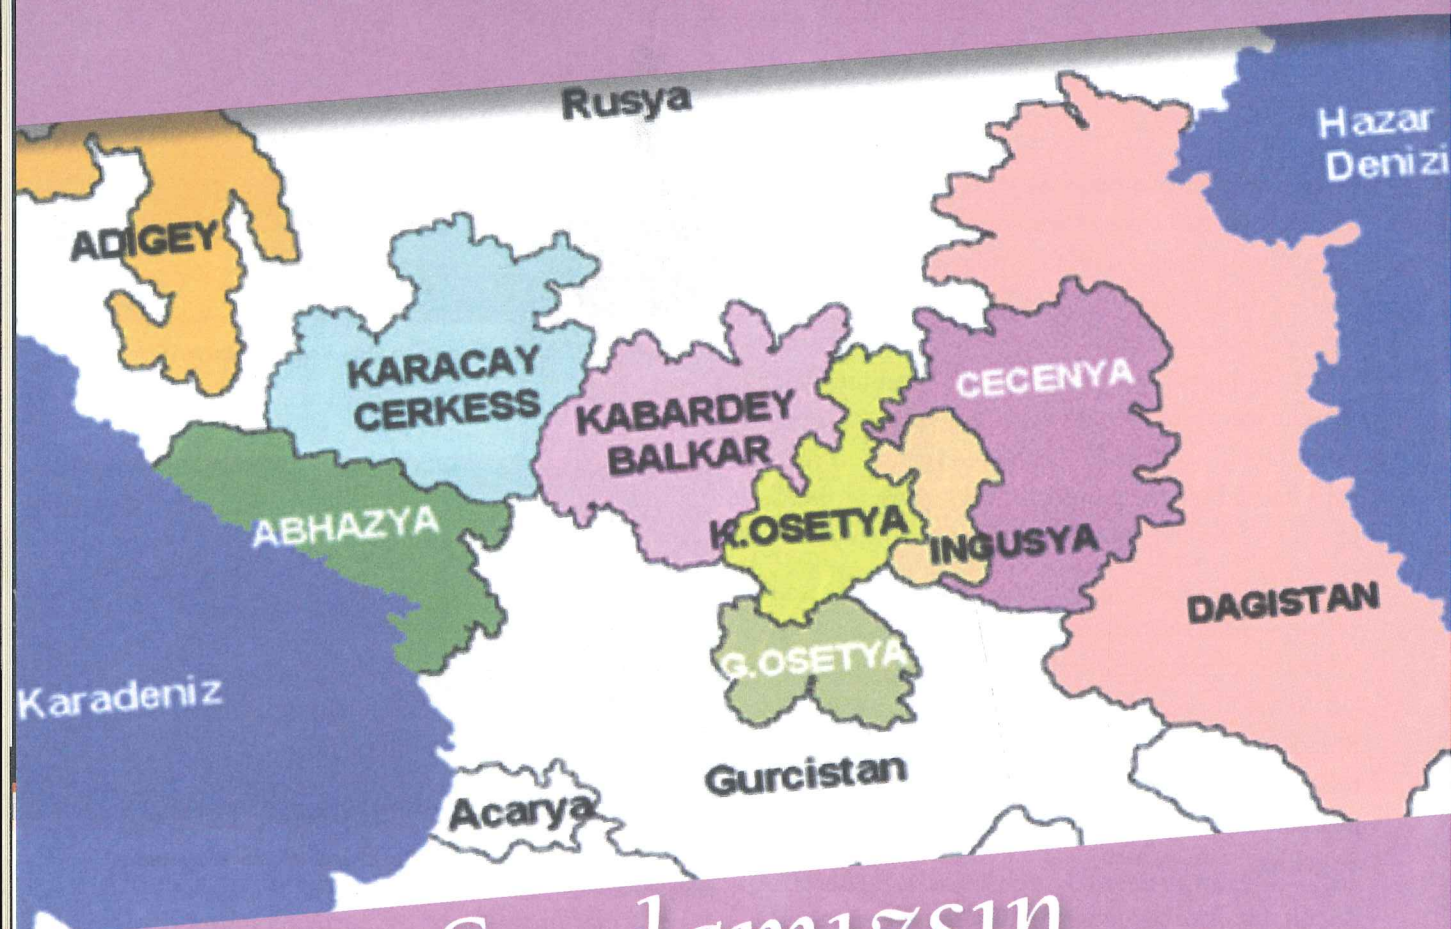 Rusya
Hazar
Denizi
ADIGEY
KARACAY
CERKESS
KABARDEY
BALKAR
CECENYA
ABHAZYA
K.OSETYA
INGUSYA
DAGISTAN
G.OSETYA
Karadeniz
Gurcistan
Acarya